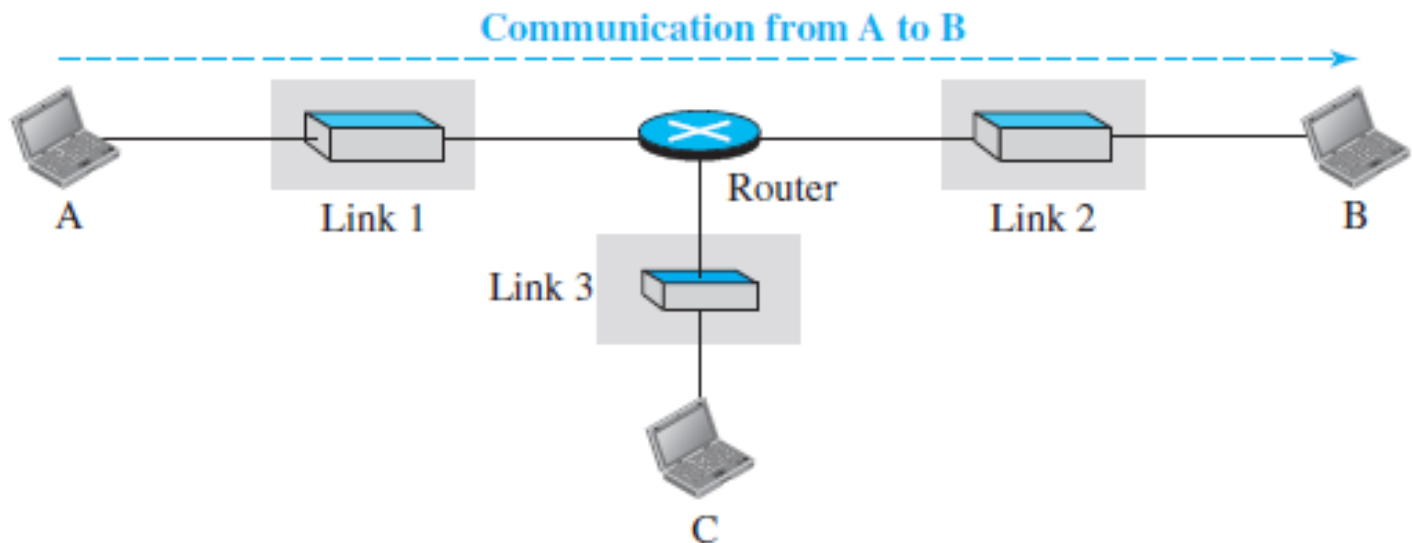 Communication from A to B
A
Link 1
Router
Link 2
B
Link 3
C